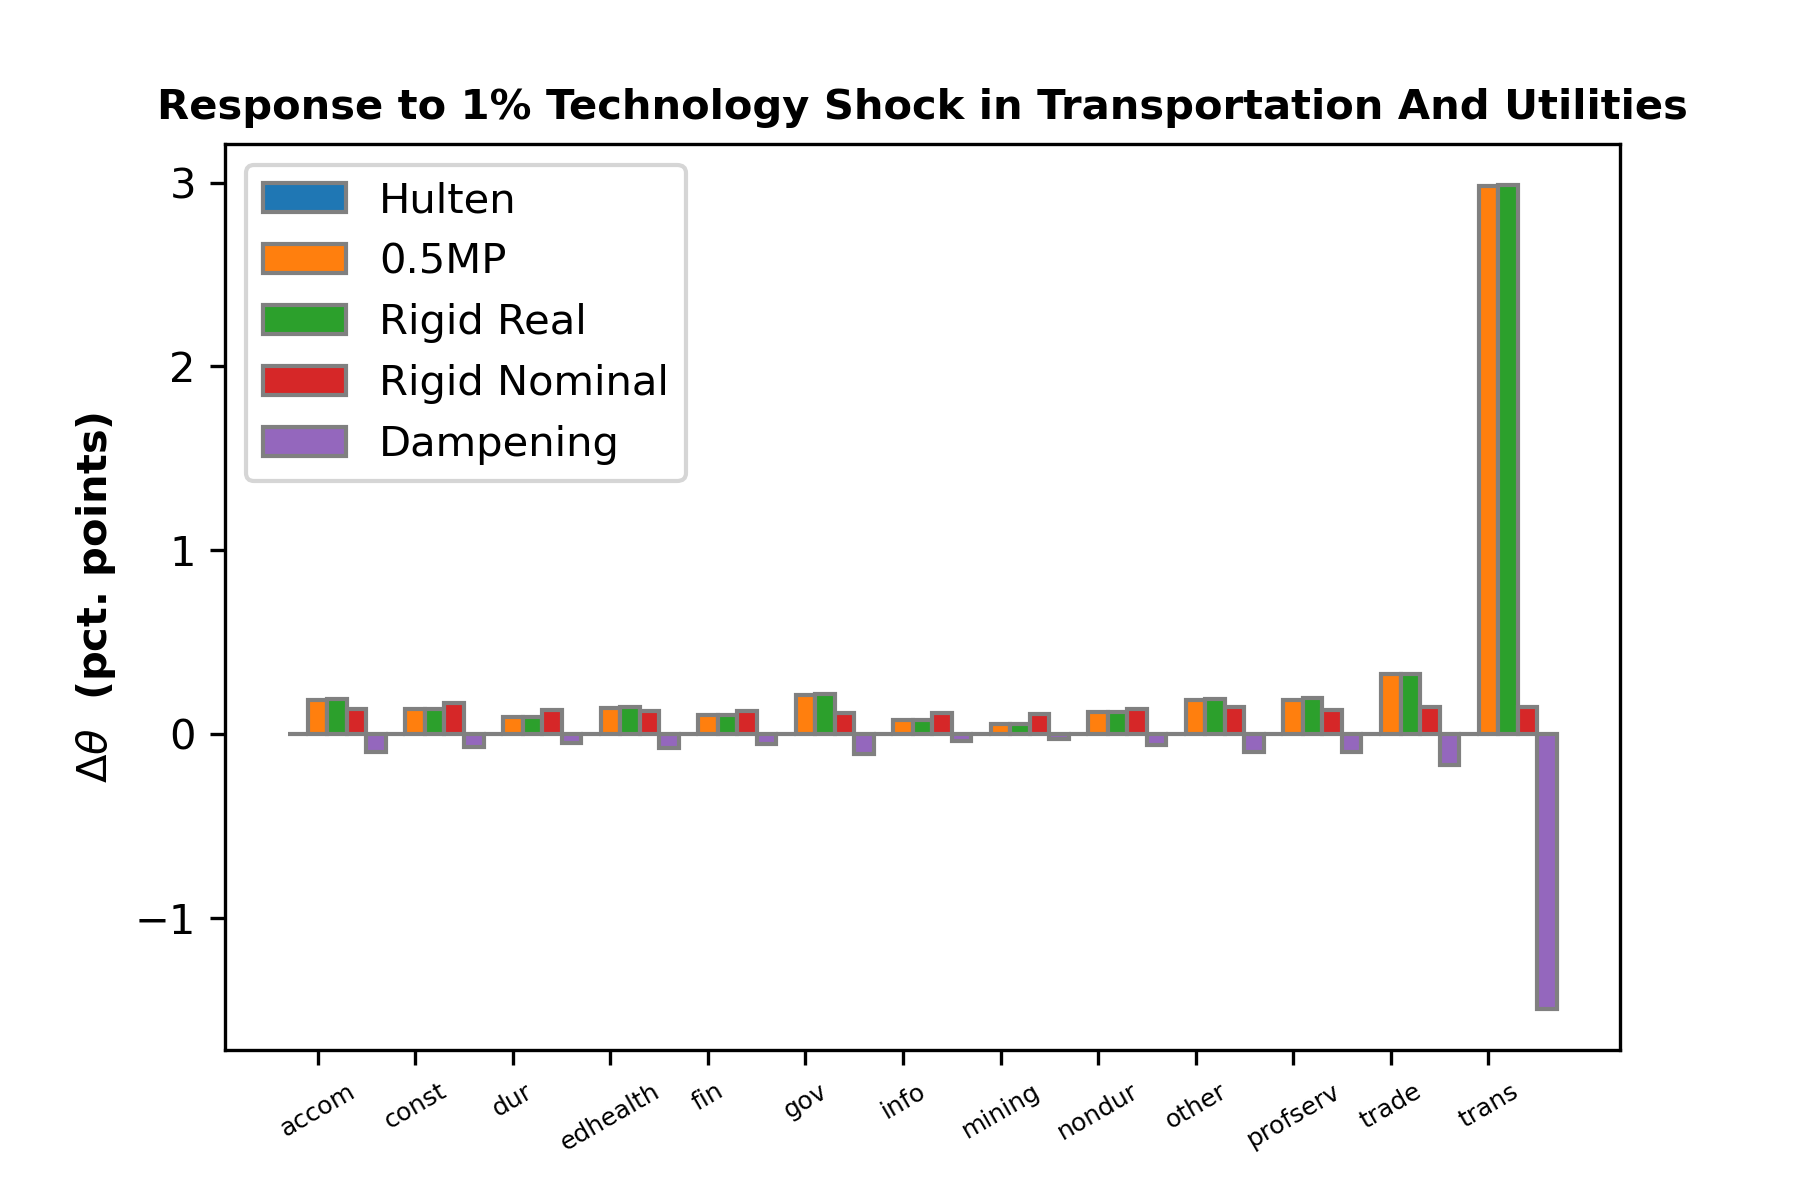 Response to 1% Technology Shock in Transportation And Utilities
Hulten
0.5MP
Rigid Real
Rigid Nominal
Dampening
Δθ (pct. points)
3
2
1
0
−1
accom
const
dur
edhealth
fin
gov
info
mining
nondur
other
profserv
trade
trans